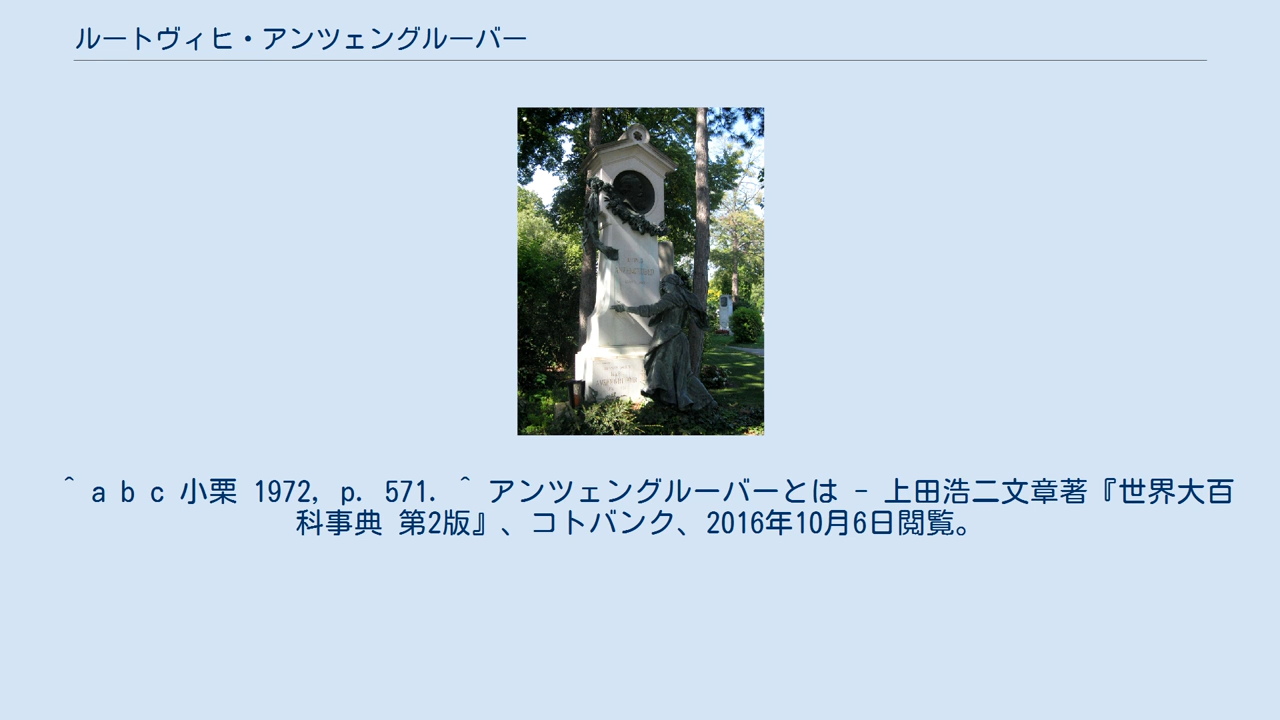 ルートヴィヒ・アンツェングルーバー
^ a b c 小栗 1972, p. 571. ^ アンツェングルーバーとは - 上田浩二文章著『世界大百
科事典 第2版』、コトバンク、2016年10月6日閲覧。